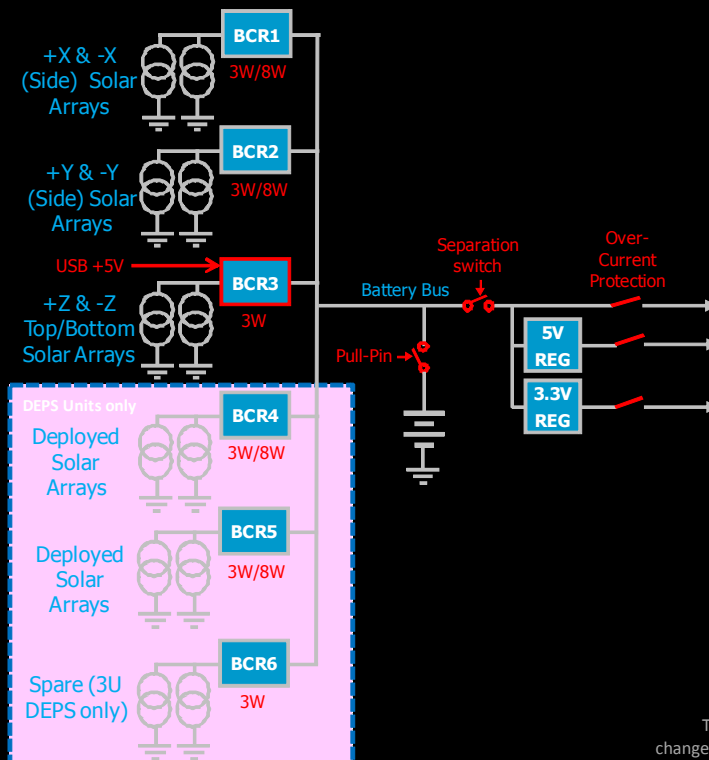 +X & -X
(Side) Solar
Arrays
BCR1
3W/8W
+Y & -Y
(Side) Solar
Arrays
BCR2
3W/8W
USB +5V
BCR3
3W
+Z & -Z
Top/Bottom
Solar Arrays
Battery Bus
Separation
switch
Over-
Current
Protection
Pull-Pin
5V
REG
3.3V
REG
DEPS Units only
Deployed
Solar
Arrays
BCR4
3W/8W
Deployed
Solar
Arrays
BCR5
3W/8W
Spare (3U
DEPS only)
BCR6
3W
T
change